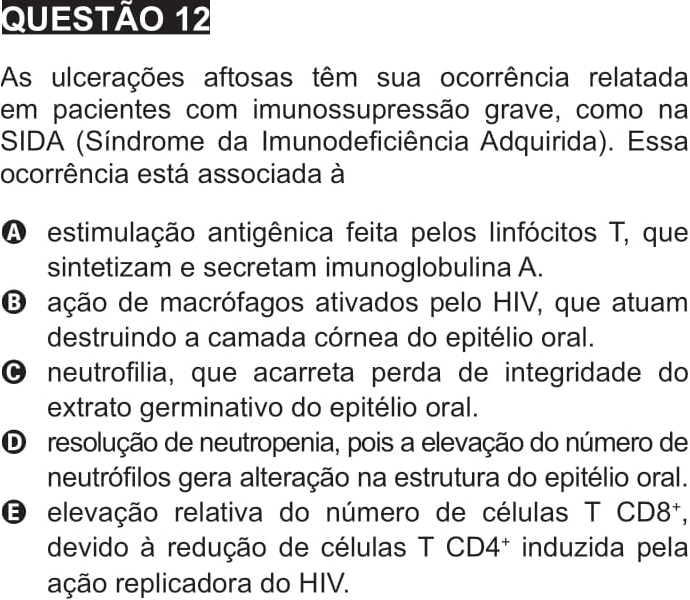 QUESTÃO 12
As ulcerações aftosas têm sua ocorrência relatada
em pacientes com imunossupressão grave, como na
SIDA (Síndrome da Imunodeficiência Adquirida). Essa
ocorrência está associada à
A estimulação antigênica feita pelos linfócitos T, que
sintetizam e secretam imunoglobulina A.
B ação de macrófagos ativados pelo HIV, que atuam
destruindo a camada córnea do epitélio oral.
C neutrofilia, que acarreta perda de integridade do
extrato germinativo do epitélio oral.
D resolução de neutropenia, pois a elevação do número de
neutrófilos gera alteração na estrutura do epitélio oral.
E elevação relativa do número de células T CD8⁺,
devido à redução de células T CD4⁺ induzida pela
ação replicadora do HIV.